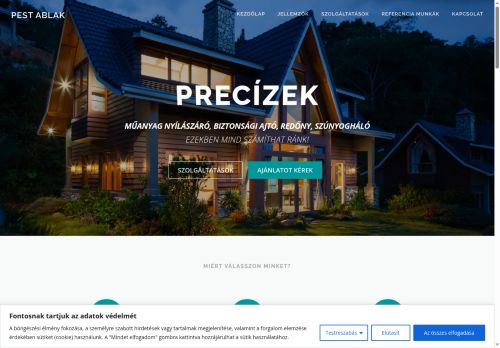 PEST ABLAK
KEZDŐLAP JELLEMZŐK SZOLGÁLTATÁSOK REFERENCIA MUNKÁK KAPCSOLAT
PRECÍZEK
MŰANYAG NYÍLÁSZÁRÓ, BIZTONSÁGI AJTÓ, REDŐNY, SZÚNYOGHÁLÓ
EZEKBEN MIND SZÁMÍTHAT RÁNK!
SZOLGÁLTATÁSOK AJÁNLATOT KÉREK
MIÉRT VÁLASSZON MINKET?
Fontosnak tartjuk az adatok védelmét
A böngészési élmény fokozása, a személyre szabott hirdetések vagy tartalmak megjelenítése, valamint a forgalom elemzése
érdekében sütiket (cookie) használunk. A "Mindet elfogadom" gombra kattintva hozzájárulhat a sütik használatához.
Testreszabás Elutasít Az összes elfogadása